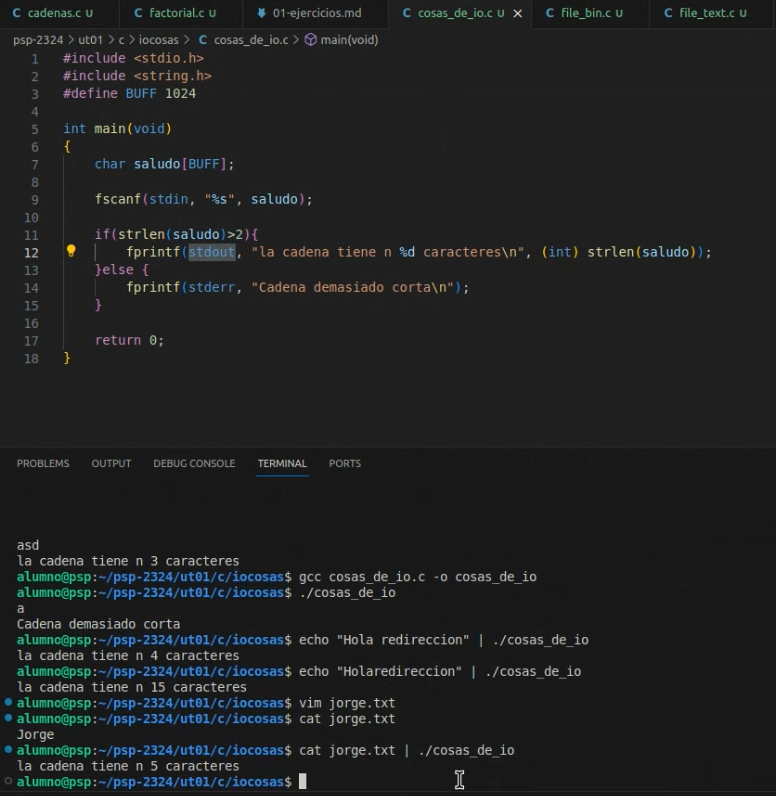 cadenas.c U factorial.c U 01-ejercicios.md cosas_de_io.c U file_bin.c U file_text.c U
psp-2324 > ut01 > c > iocosas > C cosas_de_io.c > main(void)
1 #include <stdio.h>
2 #include <string.h>
3 #define BUFF 1024
4
5 int main(void)
6 {
7 char saludo[BUFF];
8
9 fscanf(stdin, "%s", saludo);
10
11 if(strlen(saludo)>2){
12 fprintf(stdout, "la cadena tiene n %d caracteres\n", (int) strlen(saludo));
13 }else {
14 fprintf(stderr, "Cadena demasiado corta\n");
15 }
16
17 return 0;
18 }
PROBLEMS OUTPUT DEBUG CONSOLE TERMINAL PORTS
asd
la cadena tiene n 3 caracteres
alumno@psp:~/psp-2324/ut01/c/iocosas$ gcc cosas_de_io.c -o cosas_de_io
alumno@psp:~/psp-2324/ut01/c/iocosas$ ./cosas_de_io
a
Cadena demasiado corta
alumno@psp:~/psp-2324/ut01/c/iocosas$ echo "Hola redireccion" | ./cosas_de_io
la cadena tiene n 4 caracteres
alumno@psp:~/psp-2324/ut01/c/iocosas$ echo "Holaredireccion" | ./cosas_de_io
la cadena tiene n 15 caracteres
alumno@psp:~/psp-2324/ut01/c/iocosas$ vim jorge.txt
alumno@psp:~/psp-2324/ut01/c/iocosas$ cat jorge.txt
Jorge
alumno@psp:~/psp-2324/ut01/c/iocosas$ cat jorge.txt | ./cosas_de_io
la cadena tiene n 5 caracteres
alumno@psp:~/psp-2324/ut01/c/iocosas$